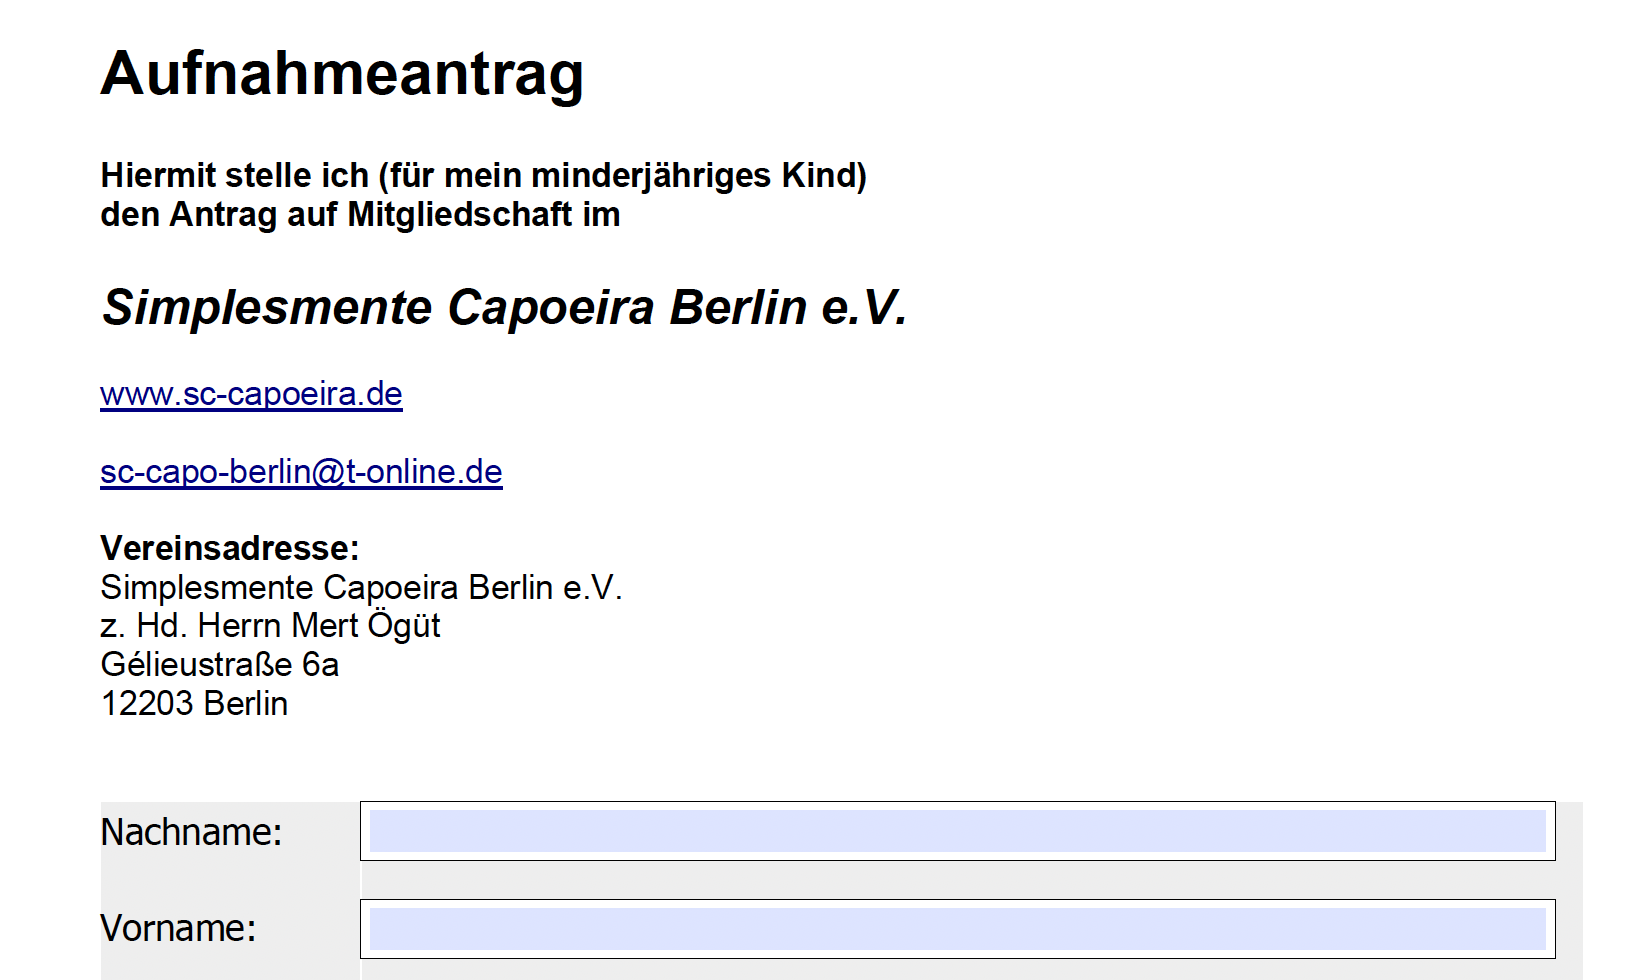 Aufnahmeantrag
Hiermit stelle ich (für mein minderjähriges Kind)
den Antrag auf Mitgliedschaft im
Simplesmente Capoeira Berlin e.V.
www.sc-capoeira.de
sc-capo-berlin@t-online.de
Vereinsadresse:
Simplesmente Capoeira Berlin e.V.
z. Hd. Herrn Mert Ögüt
Gélieustraße 6a
12203 Berlin
Nachname:
Vorname: